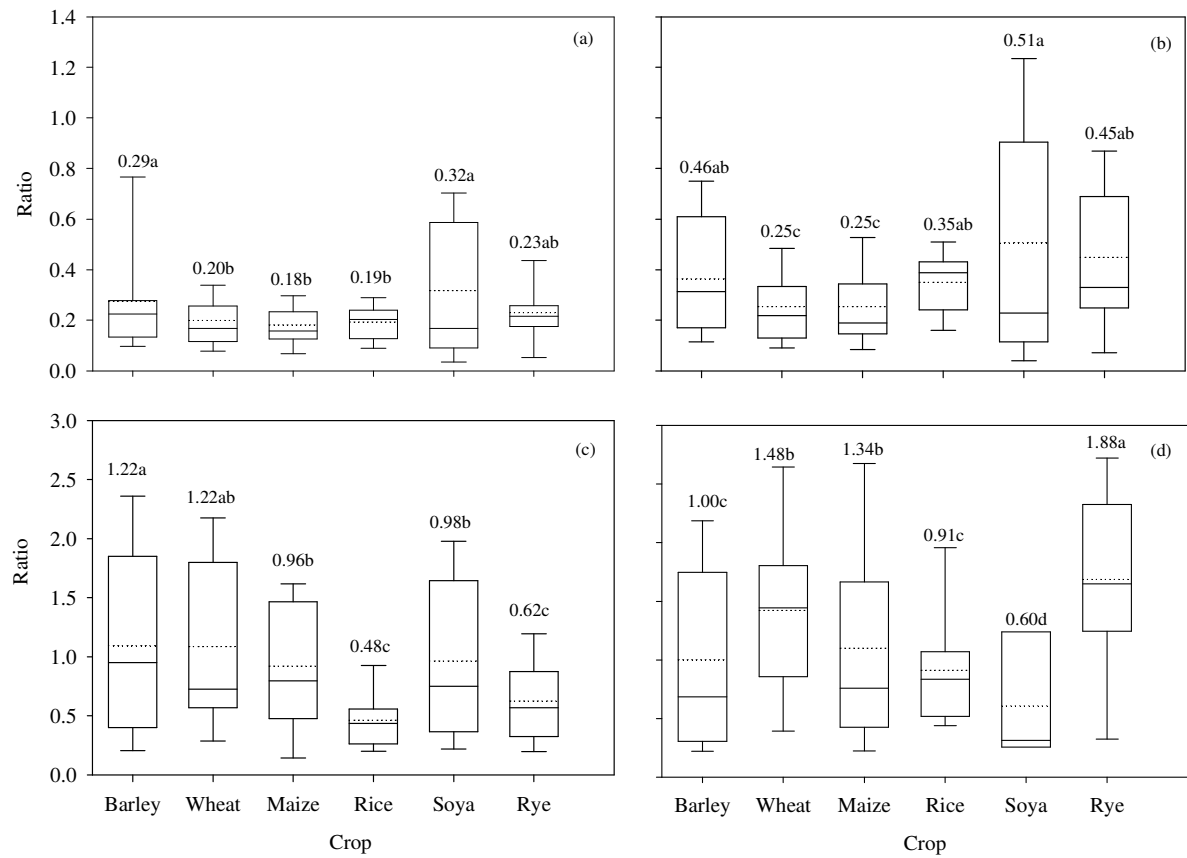 1.4
1.2
1.0
0.8
0.6
0.4
0.2
0.0
Ratio
(a)
0.29a
0.20b
0.18b
0.19b
0.32a
0.23ab
(b)
0.46ab
0.25c
0.25c
0.35ab
0.51a
0.45ab
3.0
2.5
2.0
1.5
1.0
0.5
0.0
Ratio
(c)
1.22a
1.22ab
0.96b
0.48c
0.98b
0.62c
Barley Wheat Maize Rice Soya Rye
Crop
(d)
1.00c
1.48b
1.34b
0.91c
0.60d
1.88a
Barley Wheat Maize Rice Soya Rye
Crop